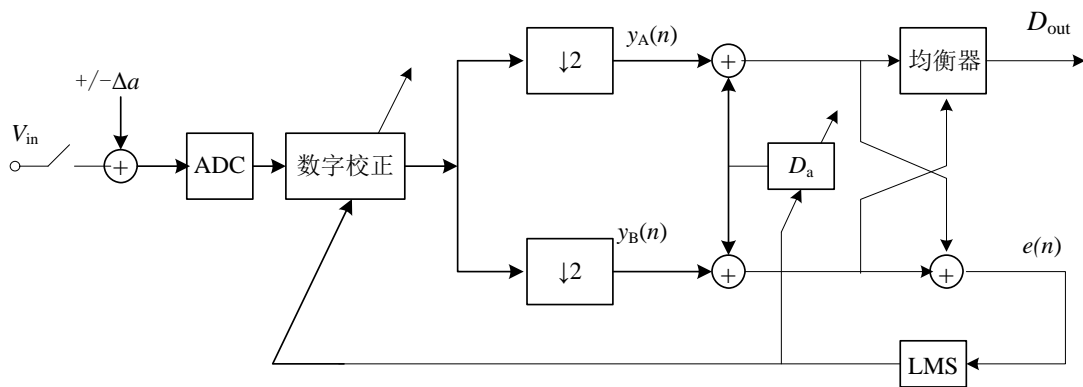 D_out
↓2
y_A(n)
+
均衡器
+/−Δa
V_in
+
ADC
数字校正
D_a
↓2
y_B(n)
+
+
e(n)
LMS